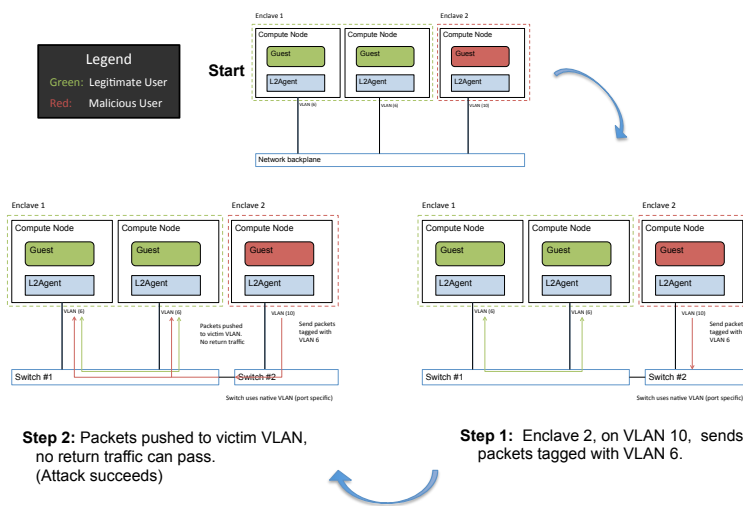 Legend
Green: Legitimate User
Red: Malicious User
Start
Enclave 1
Enclave 2
Compute Node
Compute Node
Compute Node
Guest
Guest
Guest
L2Agent
L2Agent
L2Agent
VLAN (6)
VLAN (6)
VLAN (10)
Network backplane
Enclave 1
Enclave 2
Compute Node
Compute Node
Compute Node
Guest
Guest
Guest
L2Agent
L2Agent
L2Agent
VLAN (6)
VLAN (6)
VLAN (10)
Packets pushed
to victim VLAN.
No return traffic
Send packets
tagged with
VLAN 6
Switch #1
Switch #2
Switch uses native VLAN (port specific)
Step 2: Packets pushed to victim VLAN,
no return traffic can pass.
(Attack succeeds)
Enclave 1
Enclave 2
Compute Node
Compute Node
Compute Node
Guest
Guest
Guest
L2Agent
L2Agent
L2Agent
VLAN (6)
VLAN (6)
VLAN (10)
Send packets
tagged with
VLAN 6
Switch #1
Switch #2
Switch uses native VLAN (port specific)
Step 1: Enclave 2, on VLAN 10, sends
packets tagged with VLAN 6.